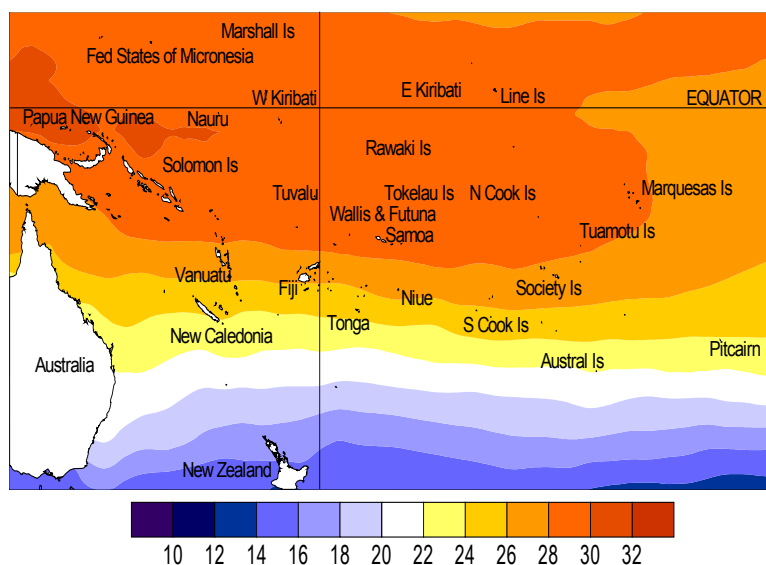 Marshall Is
Fed States of Micronesia
W Kiribati
E Kiribati
Line Is
EQUATOR
Papua New Guinea
Nauru
Rawaki Is
Solomon Is
Tuvalu
Tokelau Is
N Cook Is
Marquesas Is
Wallis & Futuna
Samoa
Tuamotu Is
Vanuatu
Fiji
Niue
Society Is
Tonga
S Cook Is
New Caledonia
Pitcairn
Australia
Austral Is
New Zealand
10 12 14 16 18 20 22 24 26 28 30 32